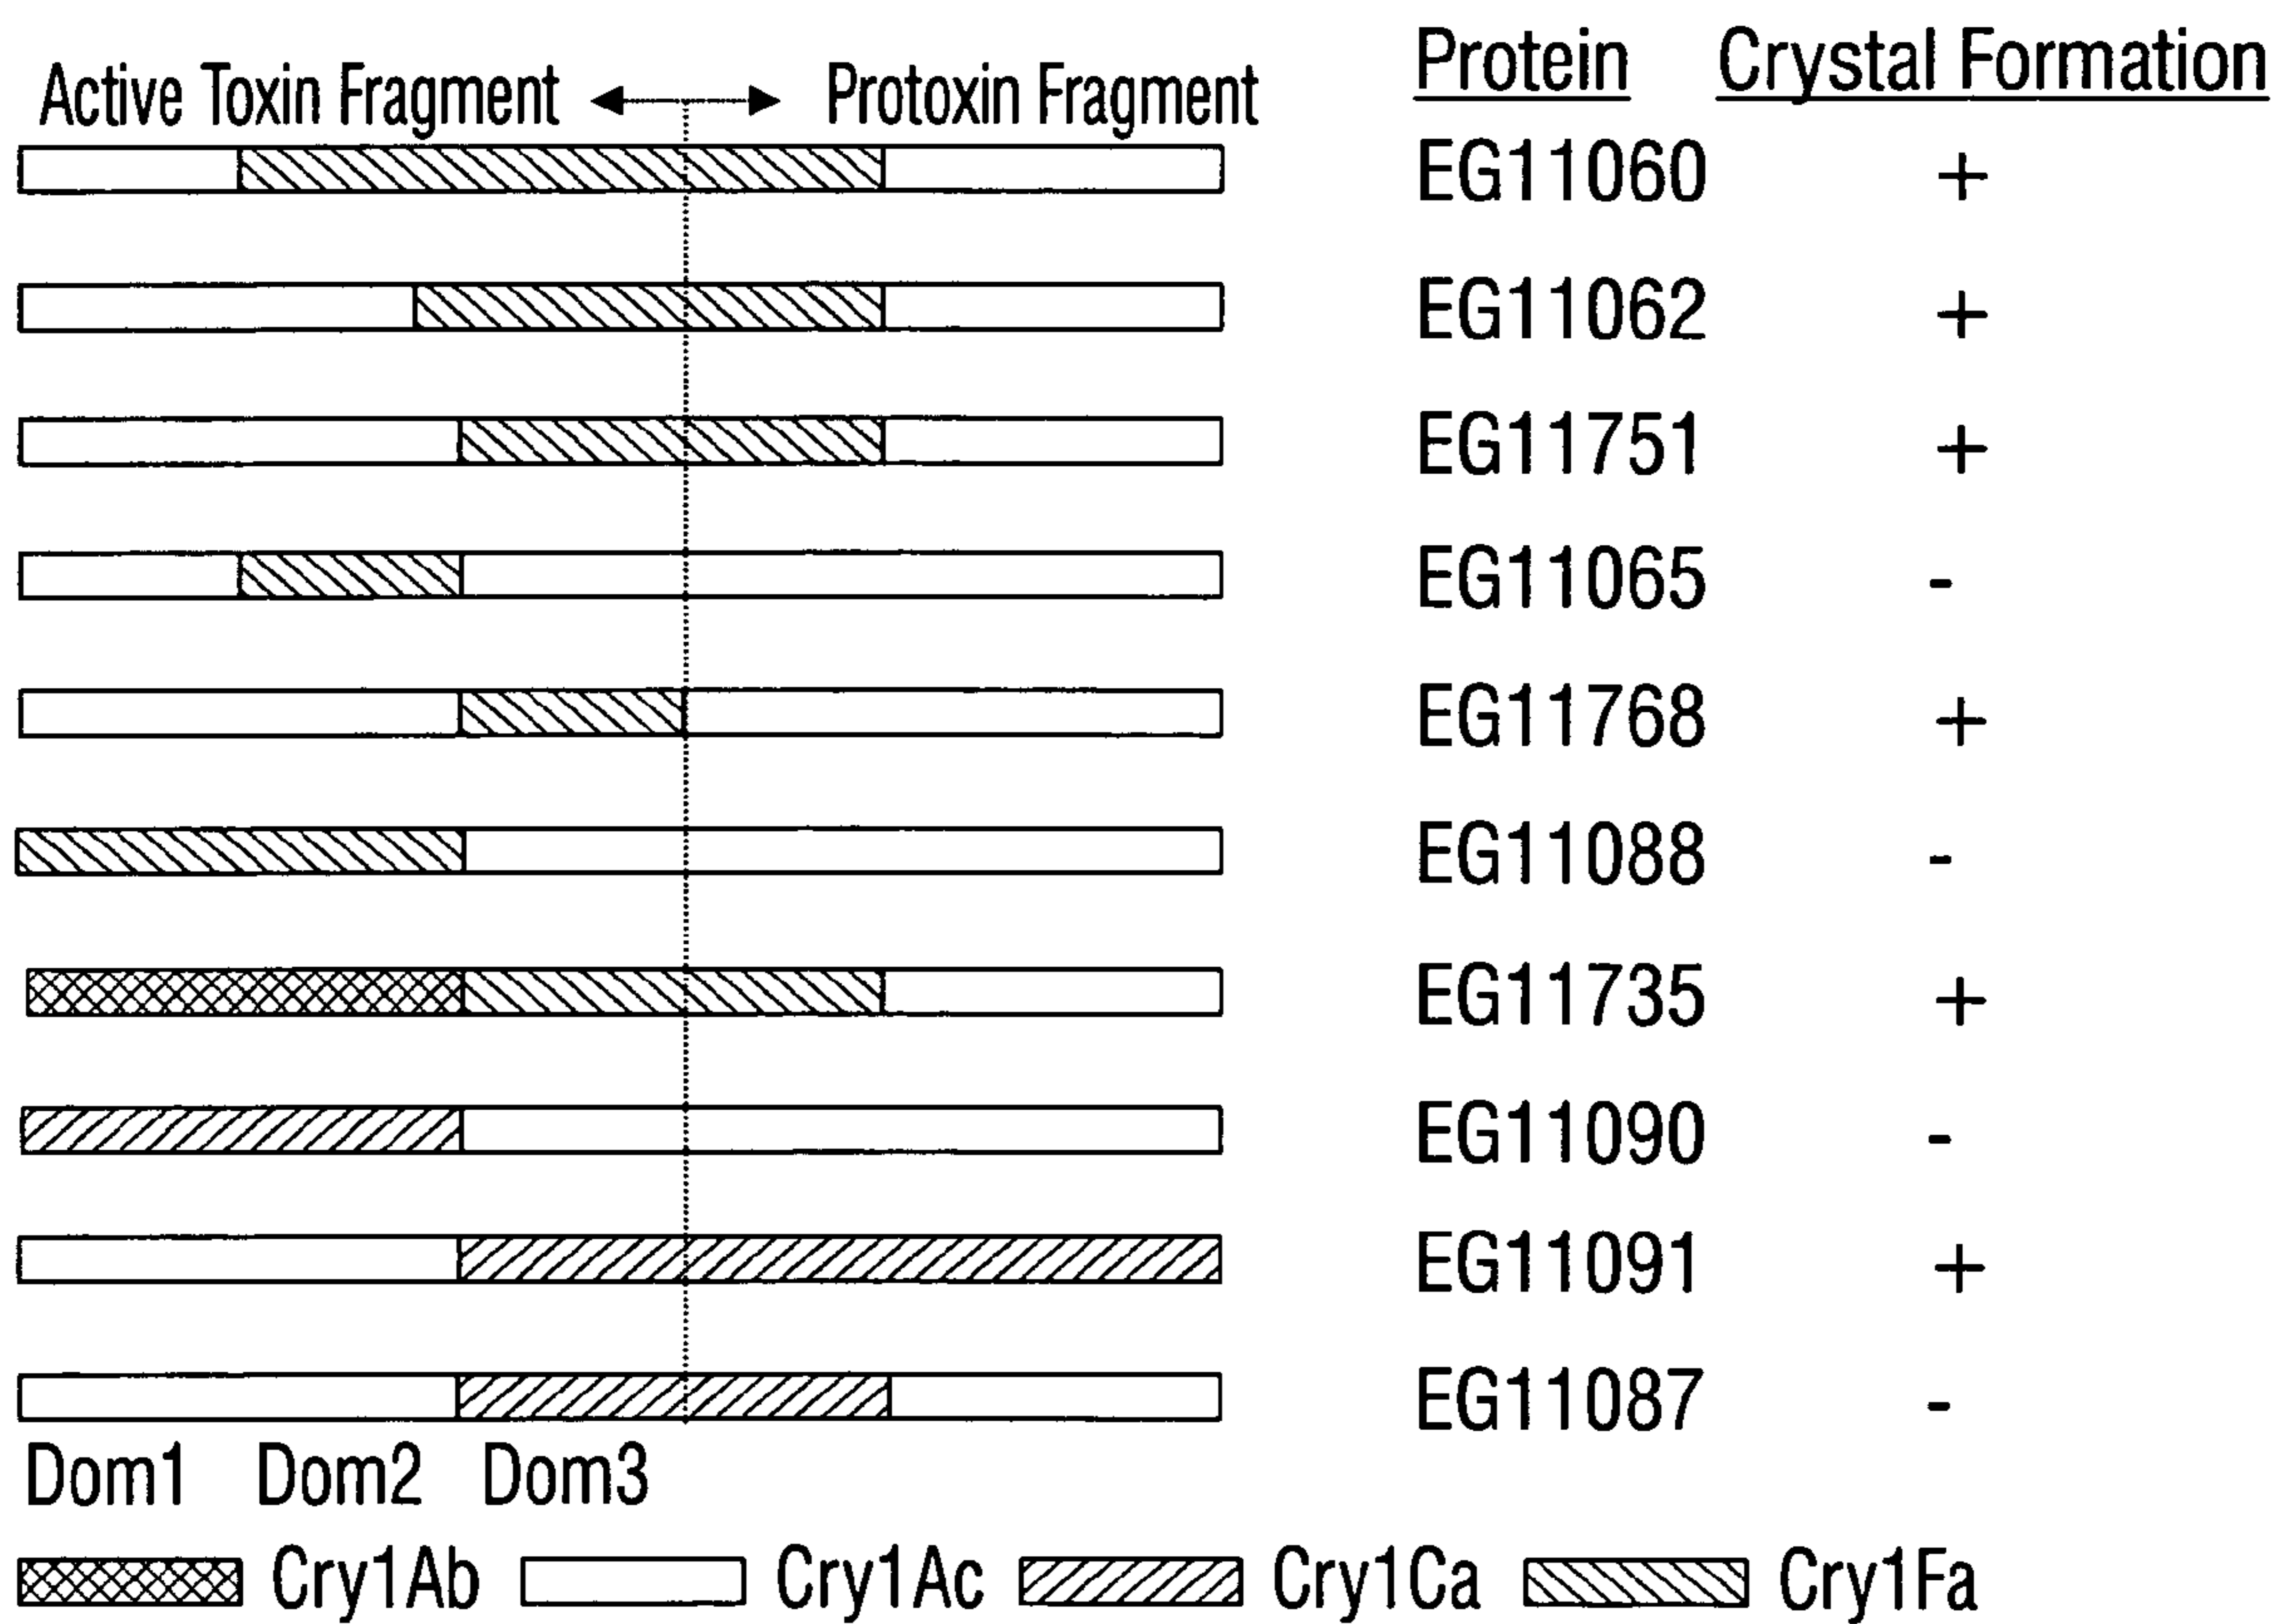 Active Toxin Fragment Protoxin Fragment Protein Crystal Formation
EG11060 +
EG11062 +
EG11751 +
EG11065 -
EG11768 +
EG11088 -
EG11735 +
EG11090 -
EG11091 +
EG11087 -
Dom1 Dom2 Dom3
Cry1Ab Cry1Ac Cry1Ca Cry1Fa